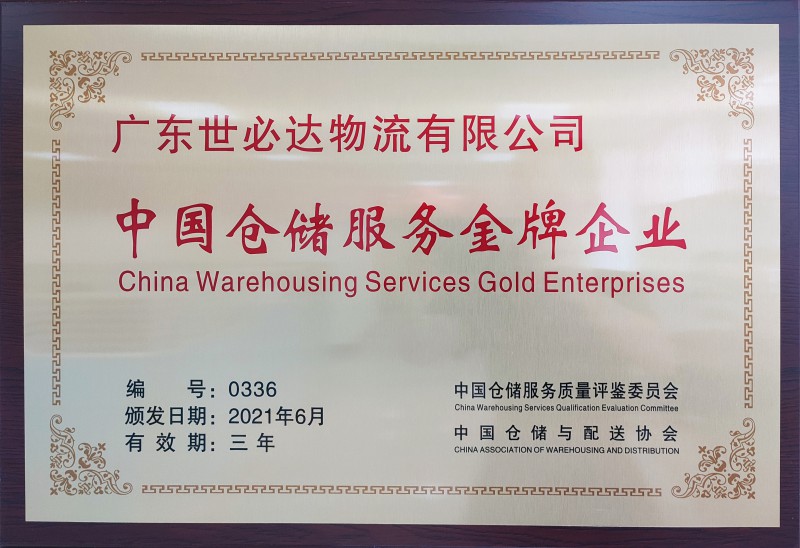 广东世必达物流有限公司
中国仓储服务金牌企业
China Warehousing Services Gold Enterprises
编 号：0336
颁发日期：2021年6月
有 效 期：三 年
中国仓储服务质量评鉴委员会
China Warehousing Services Qualification Evaluation Committee
中国仓储与配送协会
CHINA ASSOCIATION OF WAREHOUSING AND DISTRIBUTION